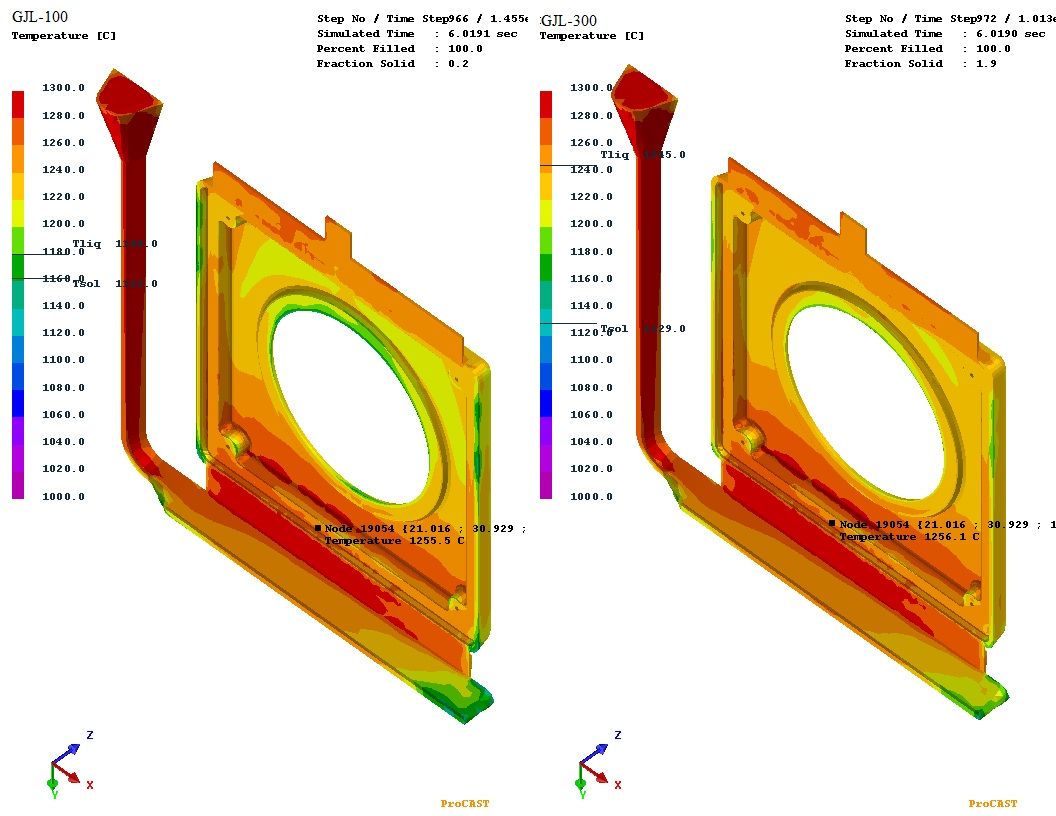 GJL-100
Temperature [C]
Step No / Time Step966 / 1.455e
Simulated Time : 6.0191 sec
Percent Filled : 100.0
Fraction Solid : 0.2
1300.0
1280.0
1260.0
1240.0
1220.0
1200.0
1180.0
1160.0
1140.0
1120.0
1100.0
1080.0
1060.0
1040.0
1020.0
1000.0
Tliq
Tsol
Node 19054 {21.016 ; 30.929 ;
Temperature 1255.5 C
Z
X
Y
ProCAST
GJL-300
Temperature [C]
Step No / Time Step972 / 1.013e
Simulated Time : 6.0190 sec
Percent Filled : 100.0
Fraction Solid : 1.9
1300.0
1280.0
1260.0
1240.0
1220.0
1200.0
1180.0
1160.0
1140.0
1120.0
1100.0
1080.0
1060.0
1040.0
1020.0
1000.0
Tliq
Tsol
Node 19054 {21.016 ; 30.929 ; 1
Temperature 1256.1 C
Z
X
Y
ProCAST